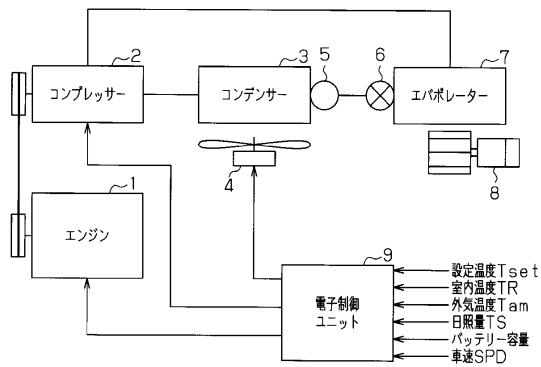 2
コンプレッサー
3
コンデンサー
5
6
7
エバポレーター
4
8
1
エンジン
9
電子制御
ユニット
設定温度Tset
室内温度TR
外気温度Tam
日照量TS
バッテリー容量
車速SPD